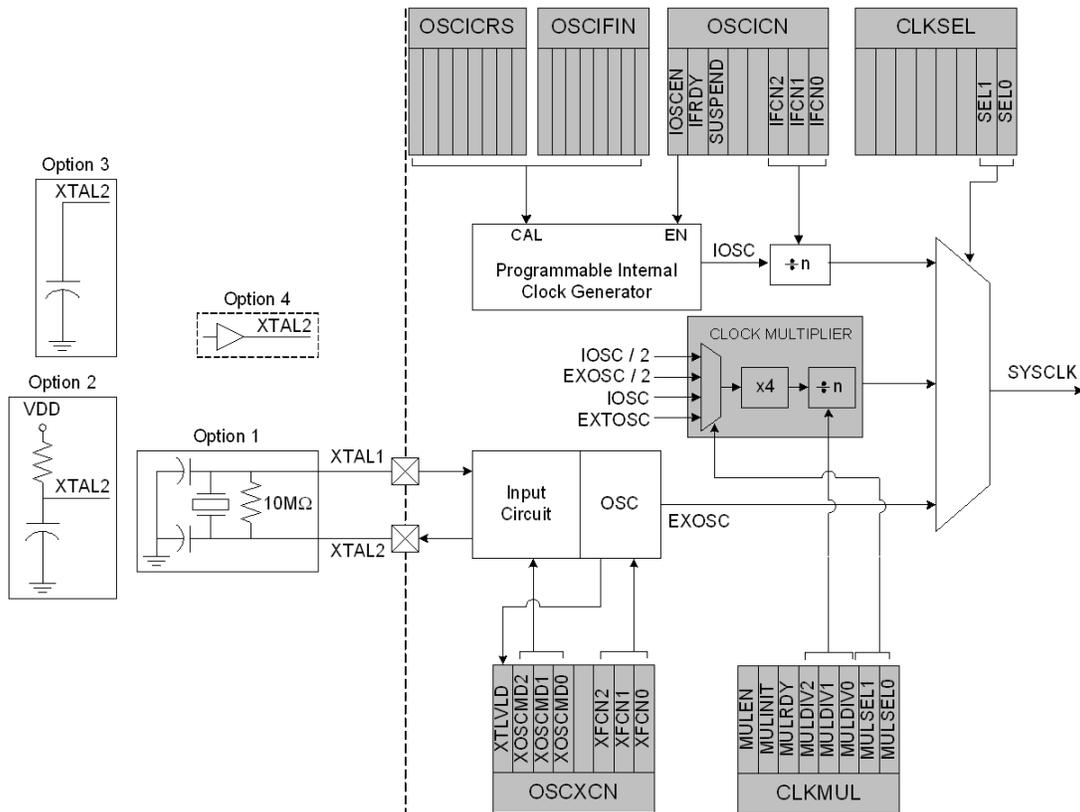 OSCICRS
OSCIFIN
OSCICN
CLKSEL
IOSCEN
IFRDY
SUSPEND
IFCN2
IFCN1
IFCN0
SEL1
SEL0
Option 3
XTAL2
CAL
EN
Programmable Internal
Clock Generator
IOSC
÷ n
Option 4
XTAL2
CLOCK MULTIPLIER
IOSC / 2
EXOSC / 2
IOSC
EXTOSC
x4
÷ n
SYSCLK
Option 2
VDD
XTAL2
Option 1
10MΩ
XTAL1
XTAL2
Input
Circuit
OSC
EXOSC
XTLVLD
XOSCMD2
XOSCMD1
XOSCMD0
XFCN2
XFCN1
XFCN0
OSCXCN
MULEN
MULINIT
MULRDY
MULDIV2
MULDIV1
MULDIV0
MULSEL1
MULSEL0
CLKMUL